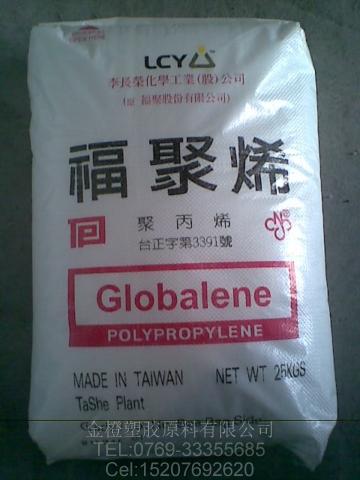 LCY
李長榮化學工業(股)公司
(原 福聚股份有限公司)
福聚烯
聚丙烯
台正字第3391號
Globalene
POLYPROPYLENE
MADE IN TAIWAN NET WT 25KGS
TaShe Plant
金橙塑胶原料有限公司
TEL:0769-33355685
Cel:15207692620